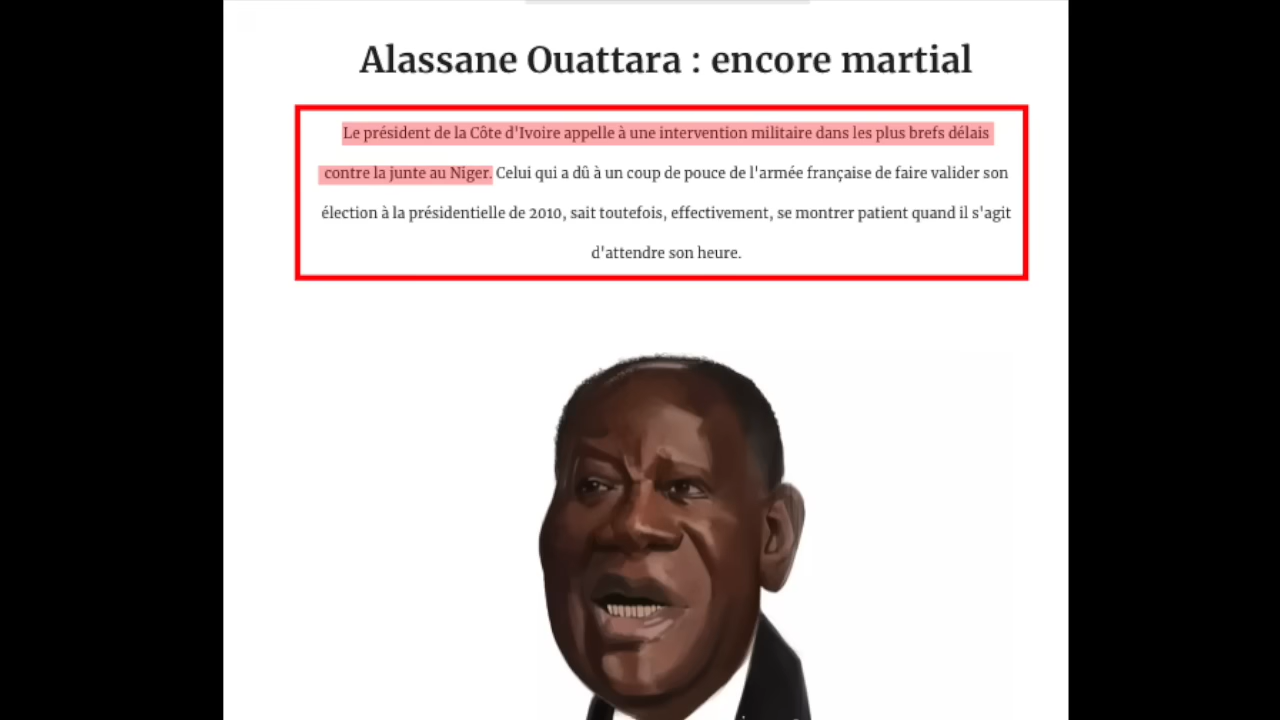 Alassane Ouattara : encore martial
Le président de la Côte d'Ivoire appelle à une intervention militaire dans les plus brefs délais
contre la junte au Niger. Celui qui a dû à un coup de pouce de l'armée française de faire valider son
élection à la présidentielle de 2010, sait toutefois, effectivement, se montrer patient quand il s'agit
d'attendre son heure.